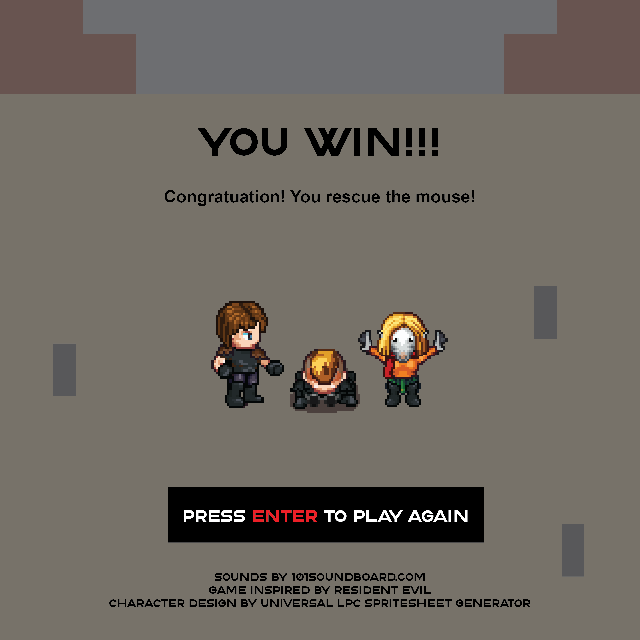 YOU WIN!!!
Congratuation! You rescue the mouse!
PRESS ENTER TO PLAY AGAIN
SOUNDS BY 101SOUNDBOARD.COM
GAME INSPIRED BY RESIDENT EVIL
CHARACTER DESIGN BY UNIVERSAL LPC SPRITESHEET GENERATOR